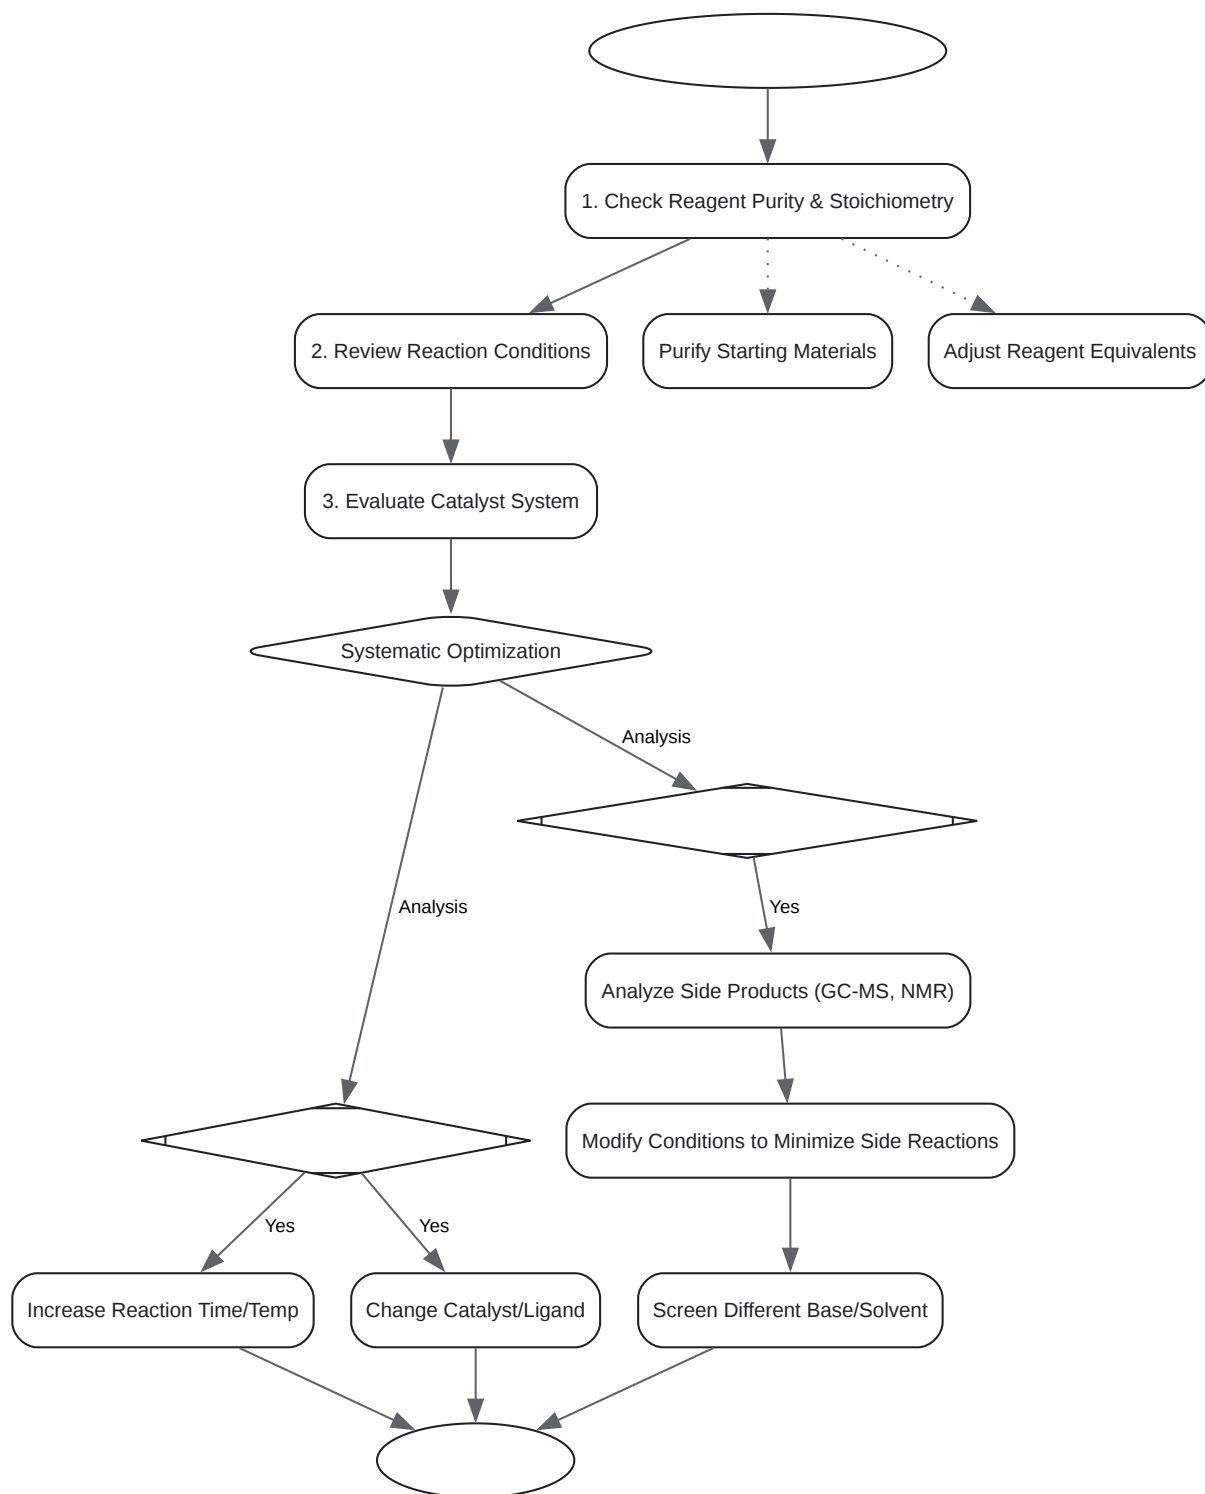 1. Check Reagent Purity & Stoichiometry
2. Review Reaction Conditions
Purify Starting Materials
Adjust Reagent Equivalents
3. Evaluate Catalyst System
Systematic Optimization
Analysis
Analysis
Yes
Analyze Side Products (GC-MS, NMR)
Modify Conditions to Minimize Side Reactions
Yes
Yes
Increase Reaction Time/Temp
Change Catalyst/Ligand
Screen Different Base/Solvent